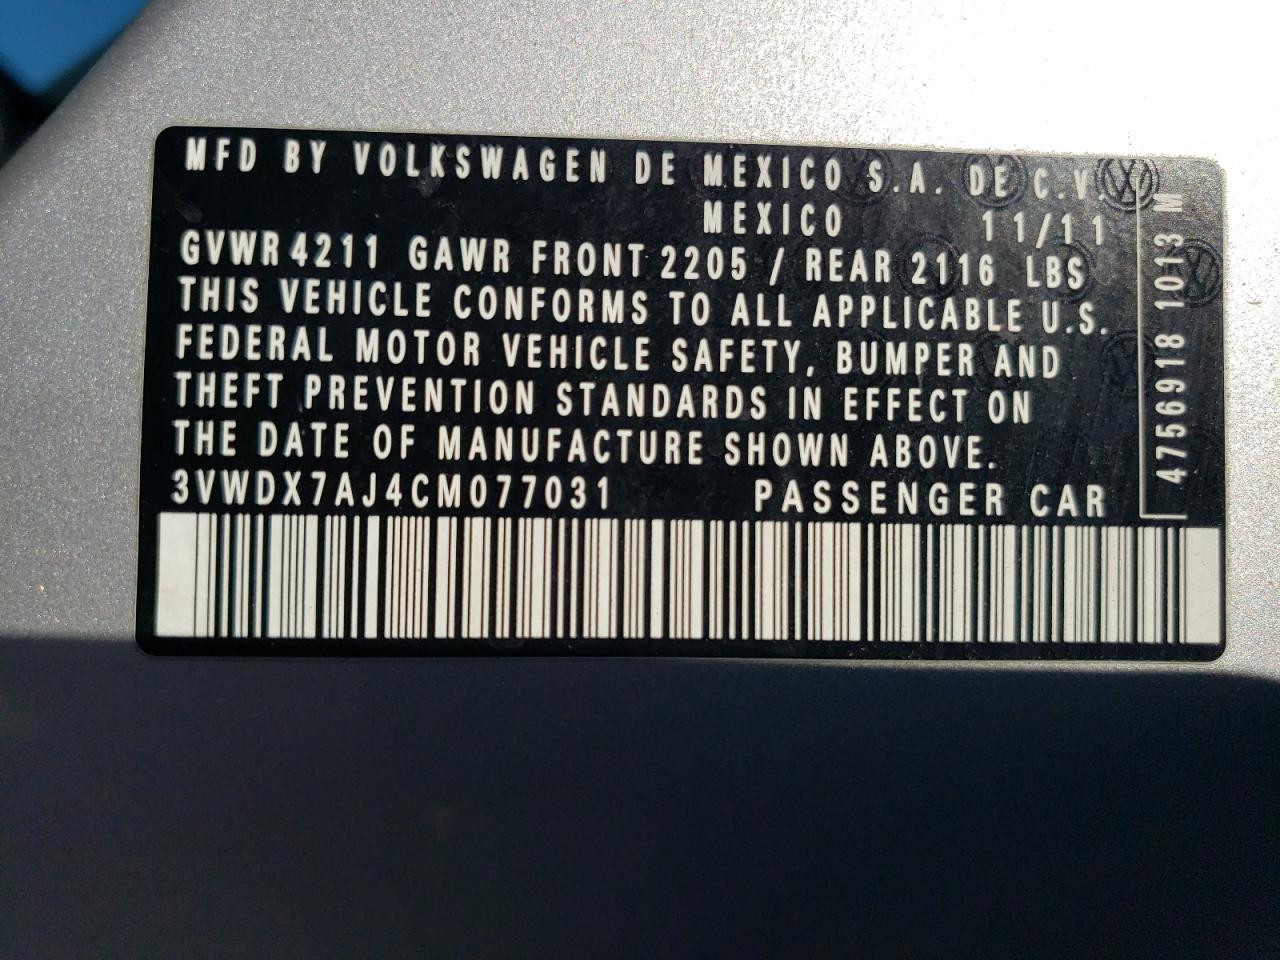 MFD BY VOLKSWAGEN DE MEXICO S.A. DE C.V.
MEXICO 11/11
GVWR 4211 GAWR FRONT 2205 / REAR 2116 LBS
THIS VEHICLE CONFORMS TO ALL APPLICABLE U.S.
FEDERAL MOTOR VEHICLE SAFETY, BUMPER AND
THEFT PREVENTION STANDARDS IN EFFECT ON
THE DATE OF MANUFACTURE SHOWN ABOVE.
3VWDX7AJ4CM077031 PASSENGER CAR
4756918 1013 M